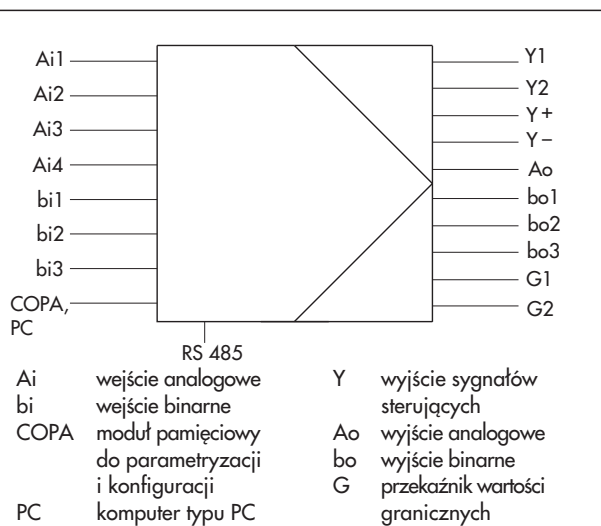 Ai1
Ai2
Ai3
Ai4
bi1
bi2
bi3
COPA,
PC
Y1
Y2
Y+
Y−
Ao
bo1
bo2
bo3
G1
G2
RS 485
Ai wejście analogowe
bi wejście binarne
COPA moduł pamięciowy
do parametryzacji
i konfiguracji
PC komputer typu PC
Y wyjście sygnałów
sterujących
Ao wyjście analogowe
bo wyjście binarne
G przekaźnik wartości
granicznych